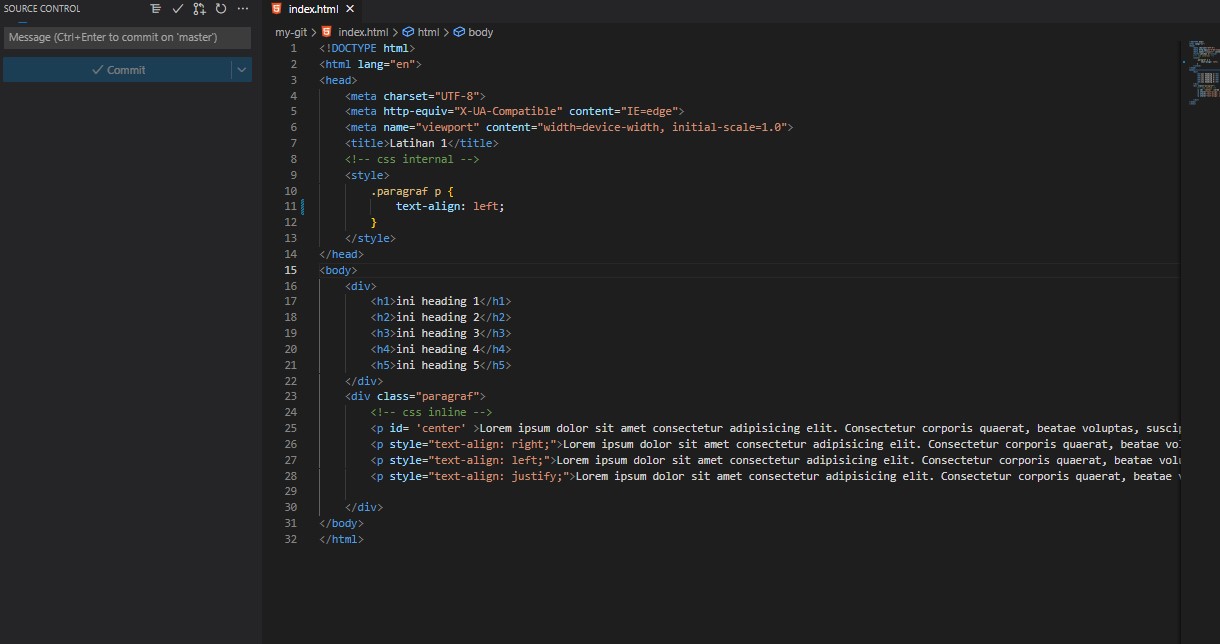 SOURCE CONTROL
Message (Ctrl+Enter to commit on 'master')
Commit
index.html
my-git > index.html > html > body
1 <!DOCTYPE html>
2 <html lang="en">
3 <head>
4 <meta charset="UTF-8">
5 <meta http-equiv="X-UA-Compatible" content="IE=edge">
6 <meta name="viewport" content="width=device-width, initial-scale=1.0">
7 <title>Latihan 1</title>
8 <!-- css internal -->
9 <style>
10 .paragraf p {
11 text-align: left;
12 }
13 </style>
14 </head>
15 <body>
16 <div>
17 <h1>ini heading 1</h1>
18 <h2>ini heading 2</h2>
19 <h3>ini heading 3</h3>
20 <h4>ini heading 4</h4>
21 <h5>ini heading 5</h5>
22 </div>
23 <div class="paragraf">
24 <!-- css inline -->
25 <p id= 'center' >Lorem ipsum dolor sit amet consectetur adipisicing elit. Consectetur corporis quaerat, beatae voluptas, suscip
26 <p style="text-align: right;">Lorem ipsum dolor sit amet consectetur adipisicing elit. Consectetur corporis quaerat, beatae vo
27 <p style="text-align: left;">Lorem ipsum dolor sit amet consectetur adipisicing elit. Consectetur corporis quaerat, beatae volu
28 <p style="text-align: justify;">Lorem ipsum dolor sit amet consectetur adipisicing elit. Consectetur corporis quaerat, beatae
29
30 </div>
31 </body>
32 </html>